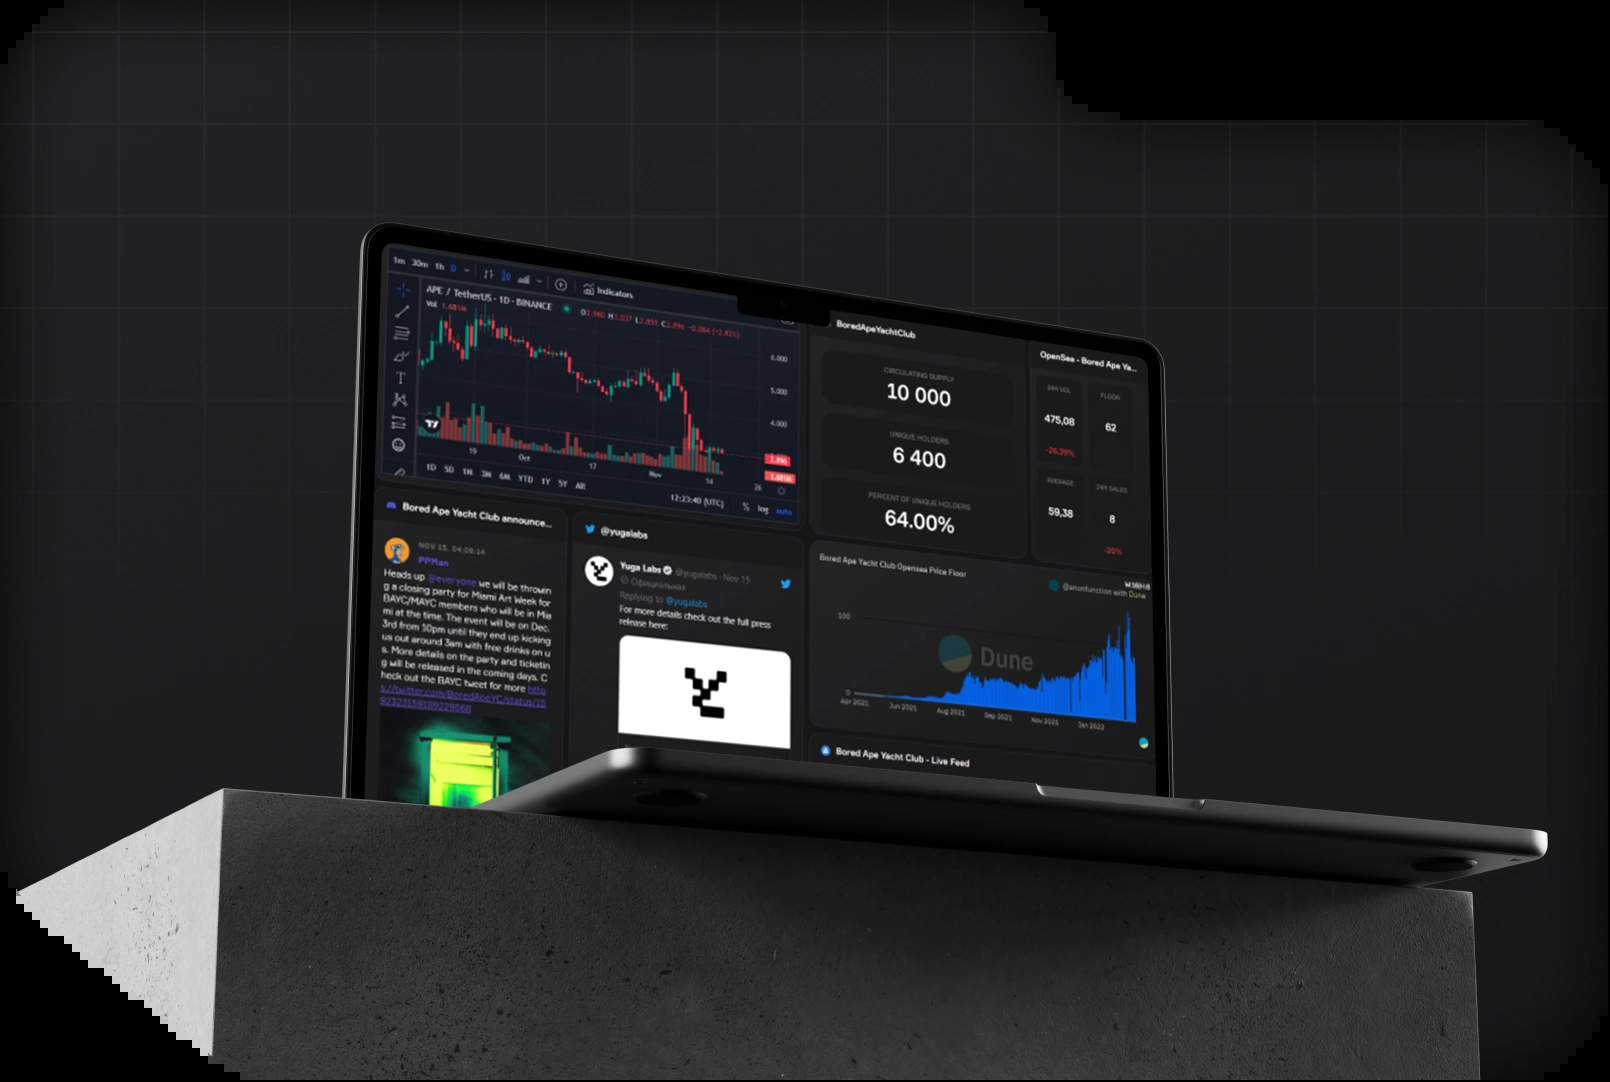 1m 30m 1h D
Indicators
APE / TetherUS · 1D · BINANCE
O2.980 H3.037 L2.855 C2.896 −0.084 (−2.82%)
Vol 1.681M
6.000
5.000
4.000
2.896
1.681M
19 Oct 17 Nov 14 26
1D 5D 1M 3M 6M YTD 1Y 5Y All
12:23:40 (UTC) % log auto
BoredApeYachtClub
CIRCULATING SUPPLY
10 000
UNIQUE HOLDERS
6 400
PERCENT OF UNIQUE HOLDERS
64.00%
OpenSea - Bored Ape Ya...
24H VOL
475,08
-26,39%
FLOOR
62
AVERAGE
59,38
24H SALES
8
-20%
Bored Ape Yacht Club announce...
NOV 15, 04:08:14
PPMan
Heads up @everyone we will be throwin
g a closing party for Miami Art Week for
BAYC/MAYC members who will be in Mia
mi at the time. The event will be on Dec.
3rd from 10pm until they end up kicking
us out around 3am with free drinks on u
s. More details on the party and ticketin
g will be released in the coming days. C
heck out the BAYC tweet for more http
s://twitter.com/BoredApeYC/status/15
92323159189229568
@yugalabs
Yuga Labs @yugalabs · Nov 15
Официальная
Replying to @yugalabs
For more details check out the full press
release here:
Bored Ape Yacht Club Opensea Price Floor
@anonfunction with Dune
100
Dune
0
Apr 2021 Jun 2021 Aug 2021 Sep 2021 Nov 2021 Jan 2022
Bored Ape Yacht Club - Live Feed